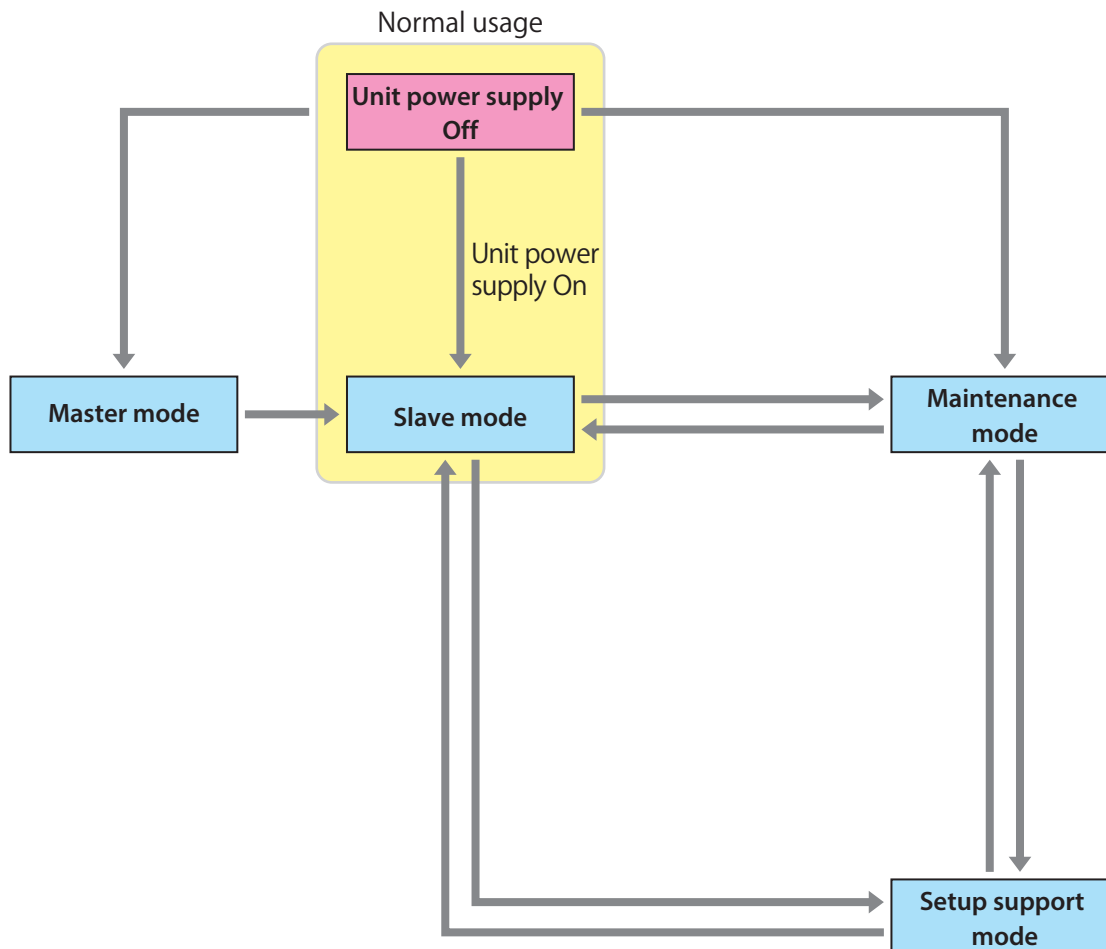 Normal usage
Unit power supply
Off
Unit power
supply On
Master mode
Slave mode
Maintenance
mode
Setup support
mode